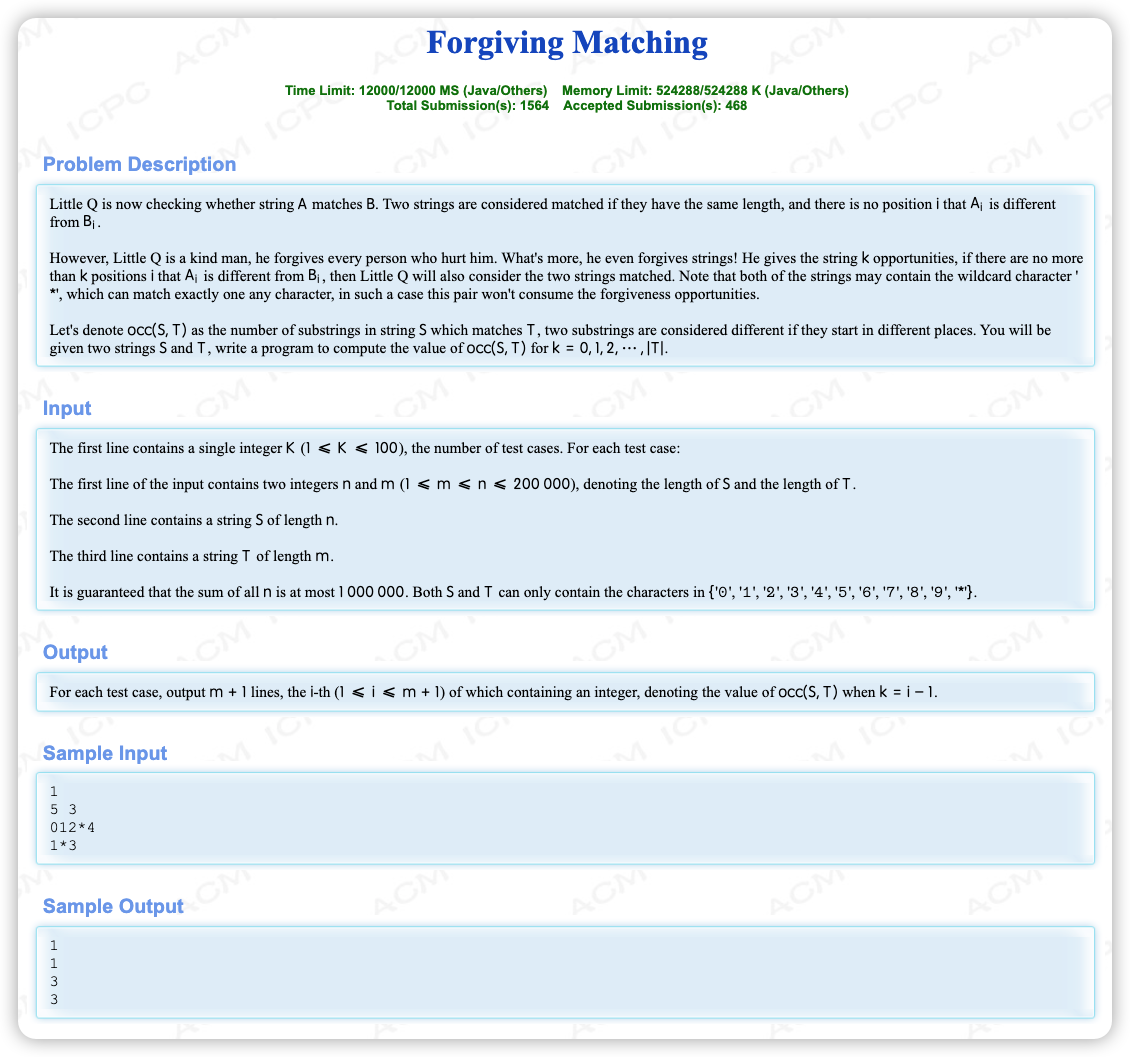 Forgiving Matching
Time Limit: 12000/12000 MS (Java/Others)    Memory Limit: 524288/524288 K (Java/Others)
Total Submission(s): 1564    Accepted Submission(s): 468
Problem Description
Little Q is now checking whether string A matches B. Two strings are considered matched if they have the same length, and there is no position i that A_i is different
from B_i.
However, Little Q is a kind man, he forgives every person who hurt him. What's more, he even forgives strings! He gives the string k opportunities, if there are no more
than k positions i that A_i is different from B_i, then Little Q will also consider the two strings matched. Note that both of the strings may contain the wildcard character '
*', which can match exactly one any character, in such a case this pair won't consume the forgiveness opportunities.
Let's denote occ(S, T) as the number of substrings in string S which matches T, two substrings are considered different if they start in different places. You will be
given two strings S and T, write a program to compute the value of occ(S, T) for k = 0, 1, 2, ⋯, |T|.
Input
The first line contains a single integer K (1 ⩽ K ⩽ 100), the number of test cases. For each test case:
The first line of the input contains two integers n and m (1 ⩽ m ⩽ n ⩽ 200 000), denoting the length of S and the length of T.
The second line contains a string S of length n.
The third line contains a string T of length m.
It is guaranteed that the sum of all n is at most 1 000 000. Both S and T can only contain the characters in {'0', '1', '2', '3', '4', '5', '6', '7', '8', '9', '*'}.
Output
For each test case, output m + 1 lines, the i-th (1 ⩽ i ⩽ m + 1) of which containing an integer, denoting the value of occ(S, T) when k = i − 1.
Sample Input
1
5 3
012*4
1*3
Sample Output
1
1
3
3